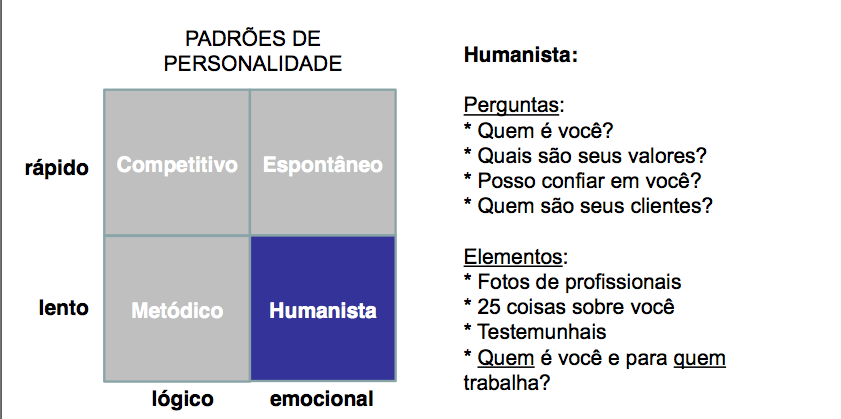 PADRÕES DE
PERSONALIDADE
rápido
Competitivo
Espontâneo
lento
Metódico
Humanista
lógico
emocional
Humanista:
Perguntas:
* Quem é você?
* Quais são seus valores?
* Posso confiar em você?
* Quem são seus clientes?
Elementos:
* Fotos de profissionais
* 25 coisas sobre você
* Testemunhais
* Quem é você e para quem
trabalha?